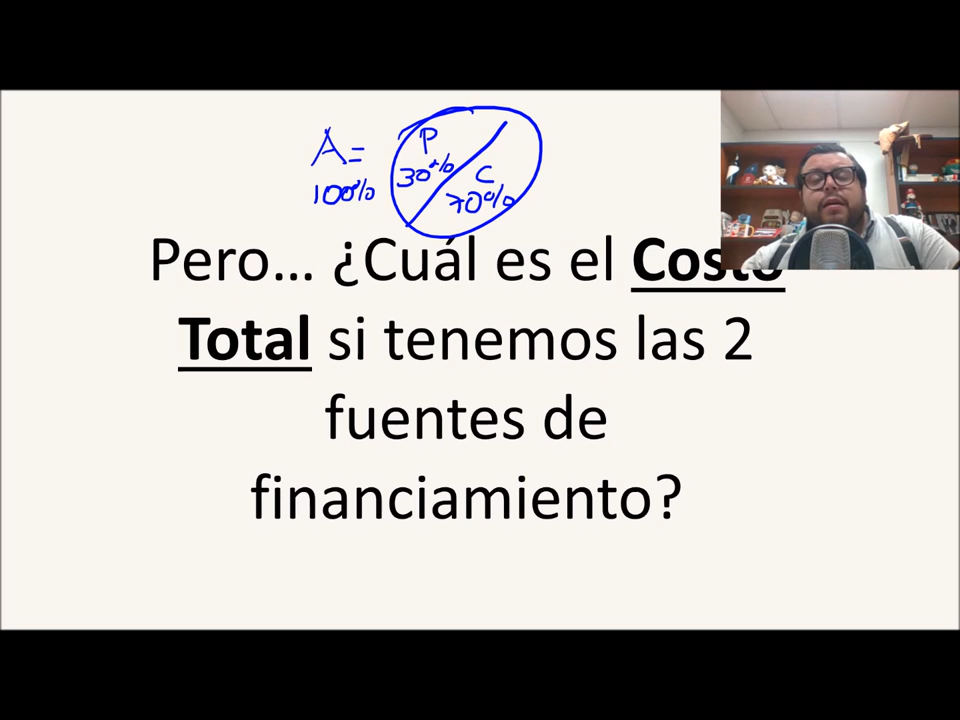 A=
100%
P
30%
C
70%
Pero... ¿Cuál es el Costo
Total si tenemos las 2
fuentes de
financiamiento?